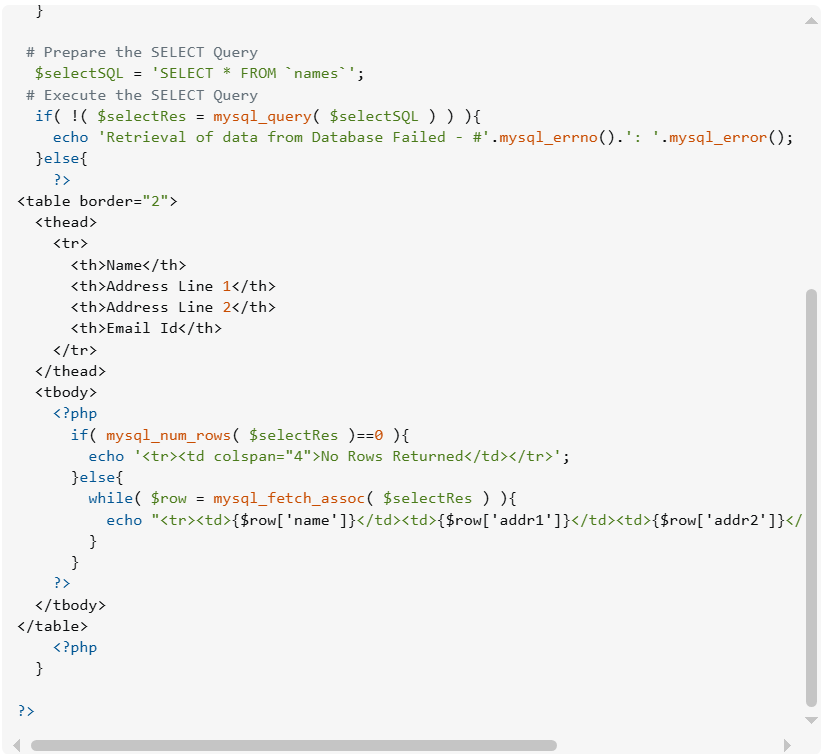 }
# Prepare the SELECT Query
$selectSQL = 'SELECT * FROM `names`';
# Execute the SELECT Query
if( !( $selectRes = mysql_query( $selectSQL ) ) ){
echo 'Retrieval of data from Database Failed - #'.mysql_errno().': '.mysql_error();
}else{
?>
<table border="2">
<thead>
<tr>
<th>Name</th>
<th>Address Line 1</th>
<th>Address Line 2</th>
<th>Email Id</th>
</tr>
</thead>
<tbody>
<?php
if( mysql_num_rows( $selectRes )==0 ){
echo '<tr><td colspan="4">No Rows Returned</td></tr>';
}else{
while( $row = mysql_fetch_assoc( $selectRes ) ){
echo "<tr><td>{$row['name']}</td><td>{$row['addr1']}</td><td>{$row['addr2']}</
}
}
?>
</tbody>
</table>
<?php
}
?>